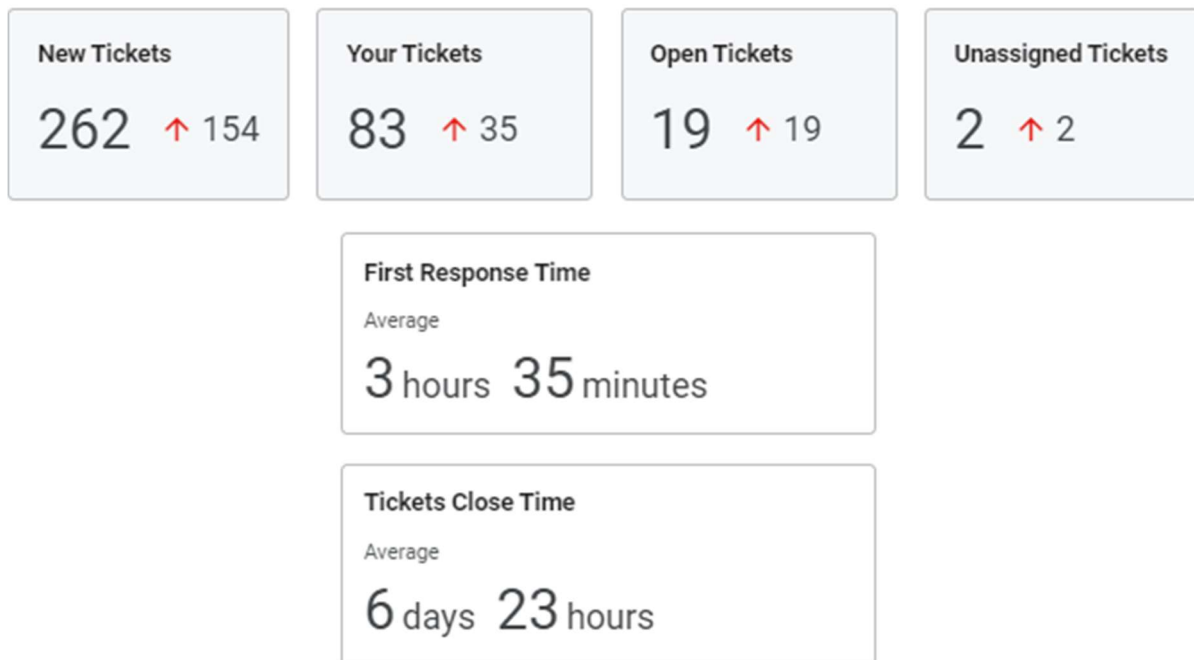 New Tickets
262 ↑ 154
Your Tickets
83 ↑ 35
Open Tickets
19 ↑ 19
Unassigned Tickets
2 ↑ 2
First Response Time
Average
3 hours 35 minutes
Tickets Close Time
Average
6 days 23 hours